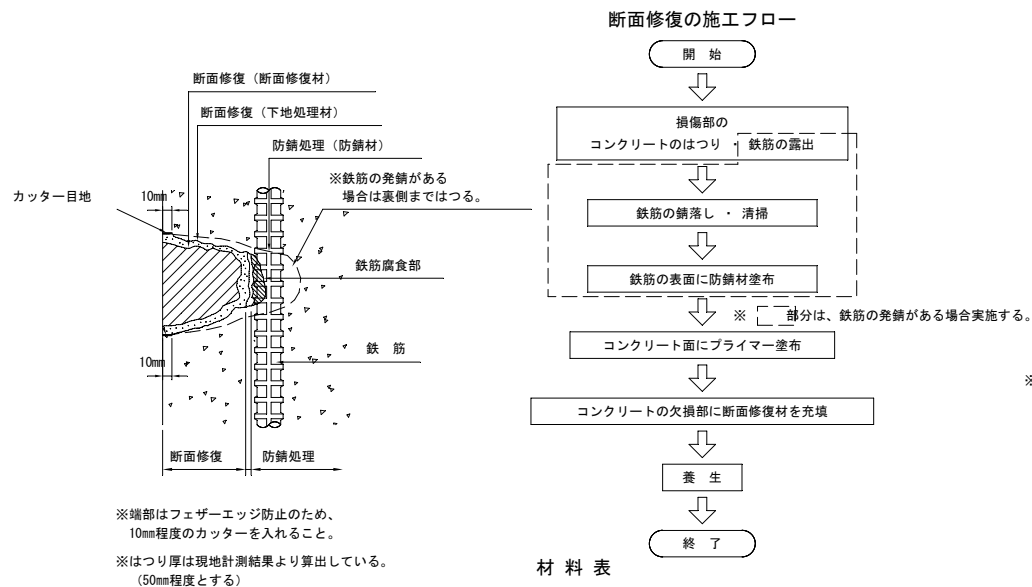 断面修復の施工フロー
開 始
損傷部の
コンクリートのはつり ・ 鉄筋の露出
鉄筋の錆落し ・ 清掃
鉄筋の表面に防錆材塗布
※ 部分は、鉄筋の発錆がある場合実施する。
コンクリート面にプライマー塗布
コンクリートの欠損部に断面修復材を充填
養 生
終 了
断面修復（断面修復材）
断面修復（下地処理材）
防錆処理（防錆材）
※鉄筋の発錆がある
場合は裏側まではつる。
カッター目地
10mm
鉄筋腐食部
鉄 筋
10mm
断面修復
防錆処理
※端部はフェザーエッジ防止のため、
10mm程度のカッターを入れること。
※はつり厚は現地計測結果より算出している。
（50mm程度とする）
材 料 表
※